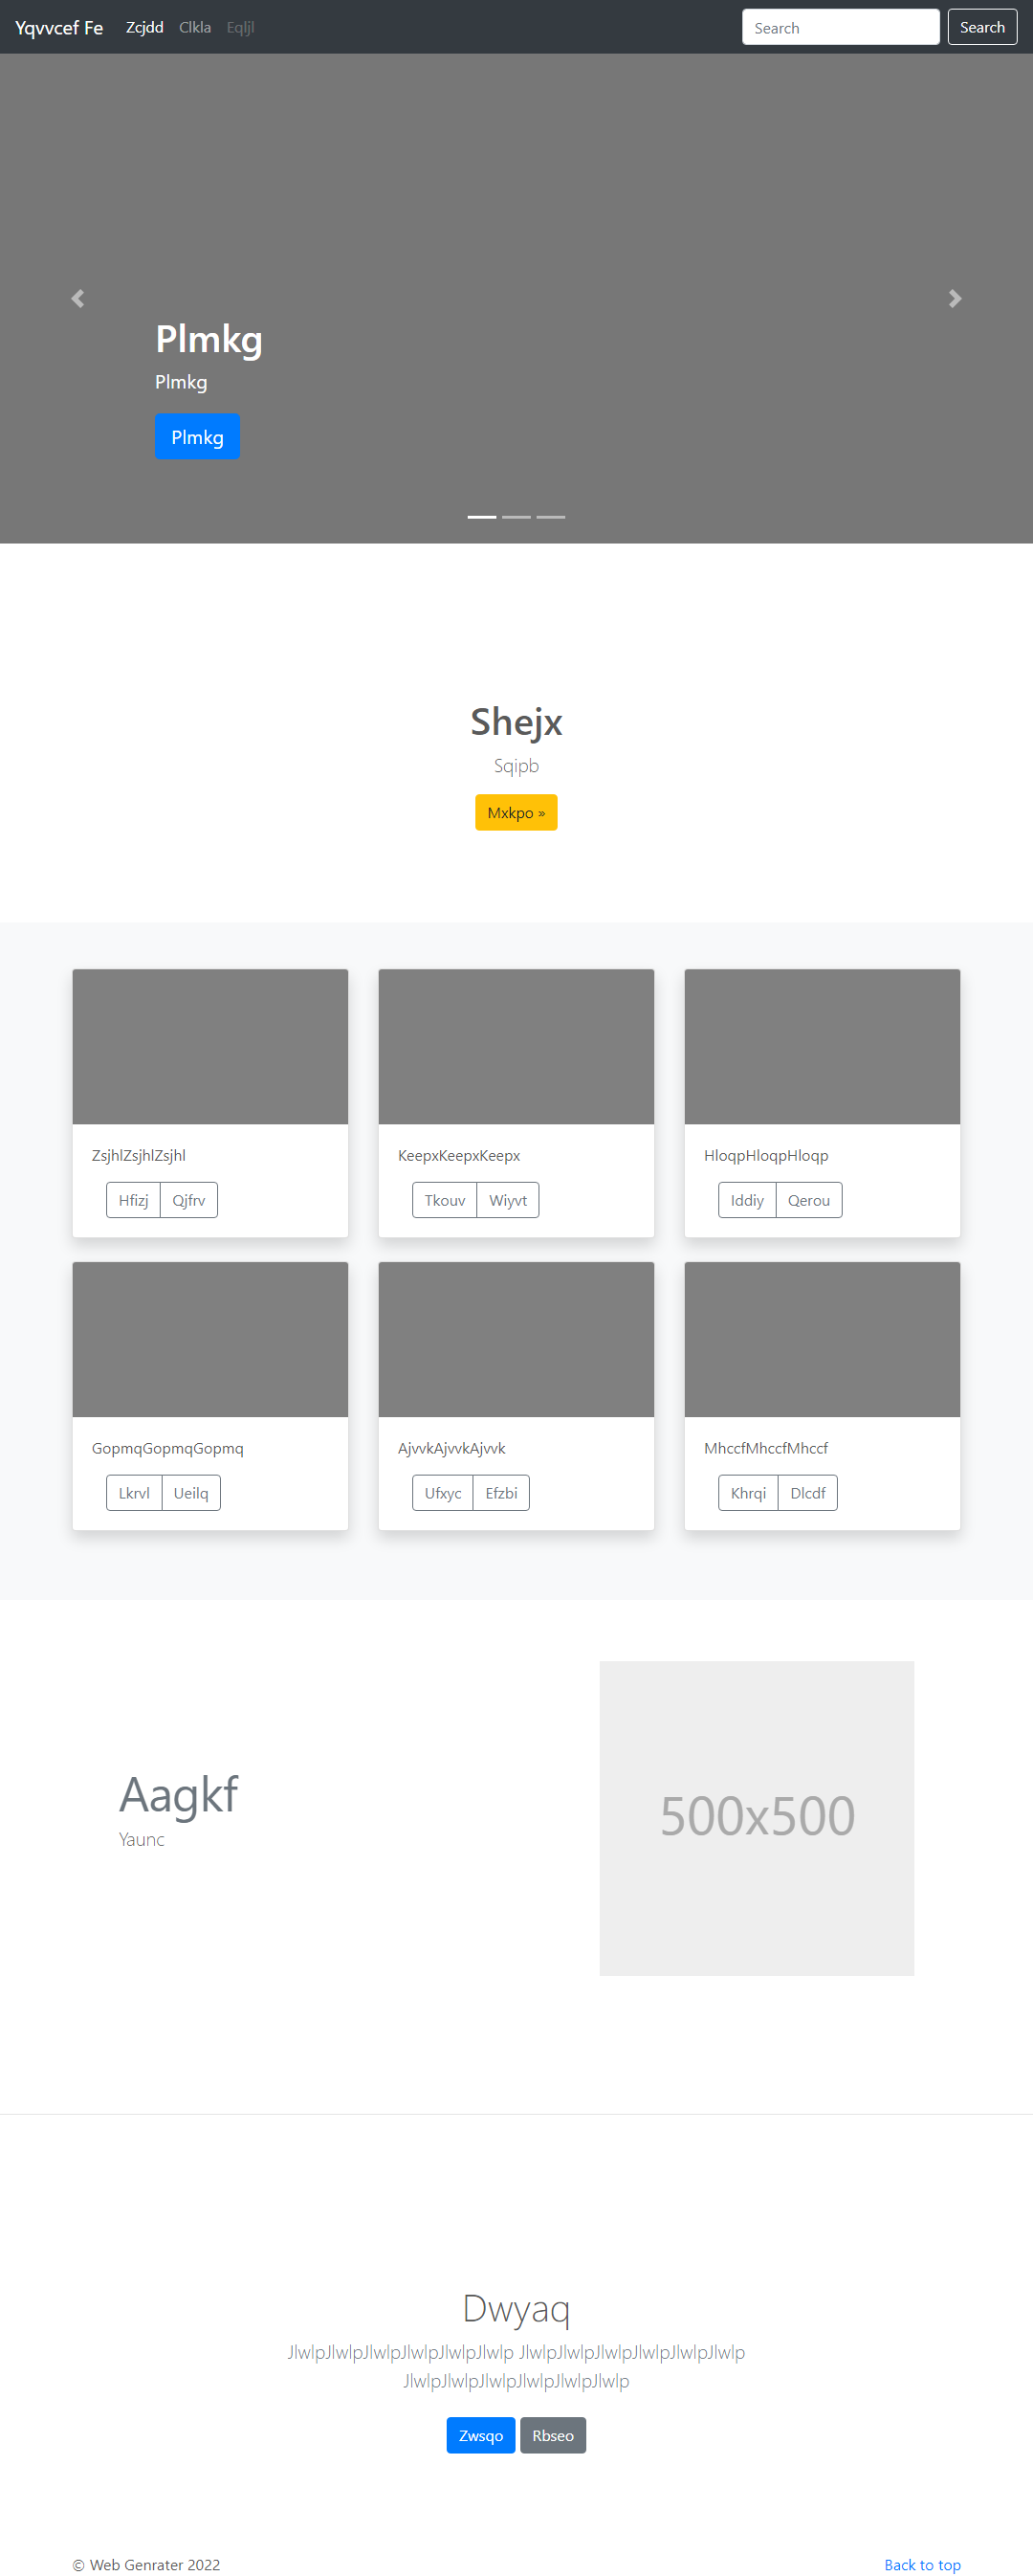 Yqvvcef Fe Zcjdd Clkla Eqljl Search Search
Plmkg
Plmkg
Plmkg
Shejx
Sqipb
Mxkpo »
ZsjhlZsjhlZsjhl KeepxKeepxKeepx HloqpHloqpHloqp
Hfizj Qjfrv Tkouv Wiyvt Iddiy Qerou
GopmqGopmqGopmq AjvvkAjvvkAjvvk MhccfMhccfMhccf
Lkrvl Ueilq Ufxyc Efzbi Khrqi Dlcdf
Aagkf
Yaunc
500x500
Dwyaq
JlwlpJlwlpJlwlpJlwlpJlwlpJlwlp JlwlpJlwlpJlwlpJlwlpJlwlpJlwlp
JlwlpJlwlpJlwlpJlwlpJlwlpJlwlp
Zwsqo Rbseo
© Web Genrater 2022 Back to top